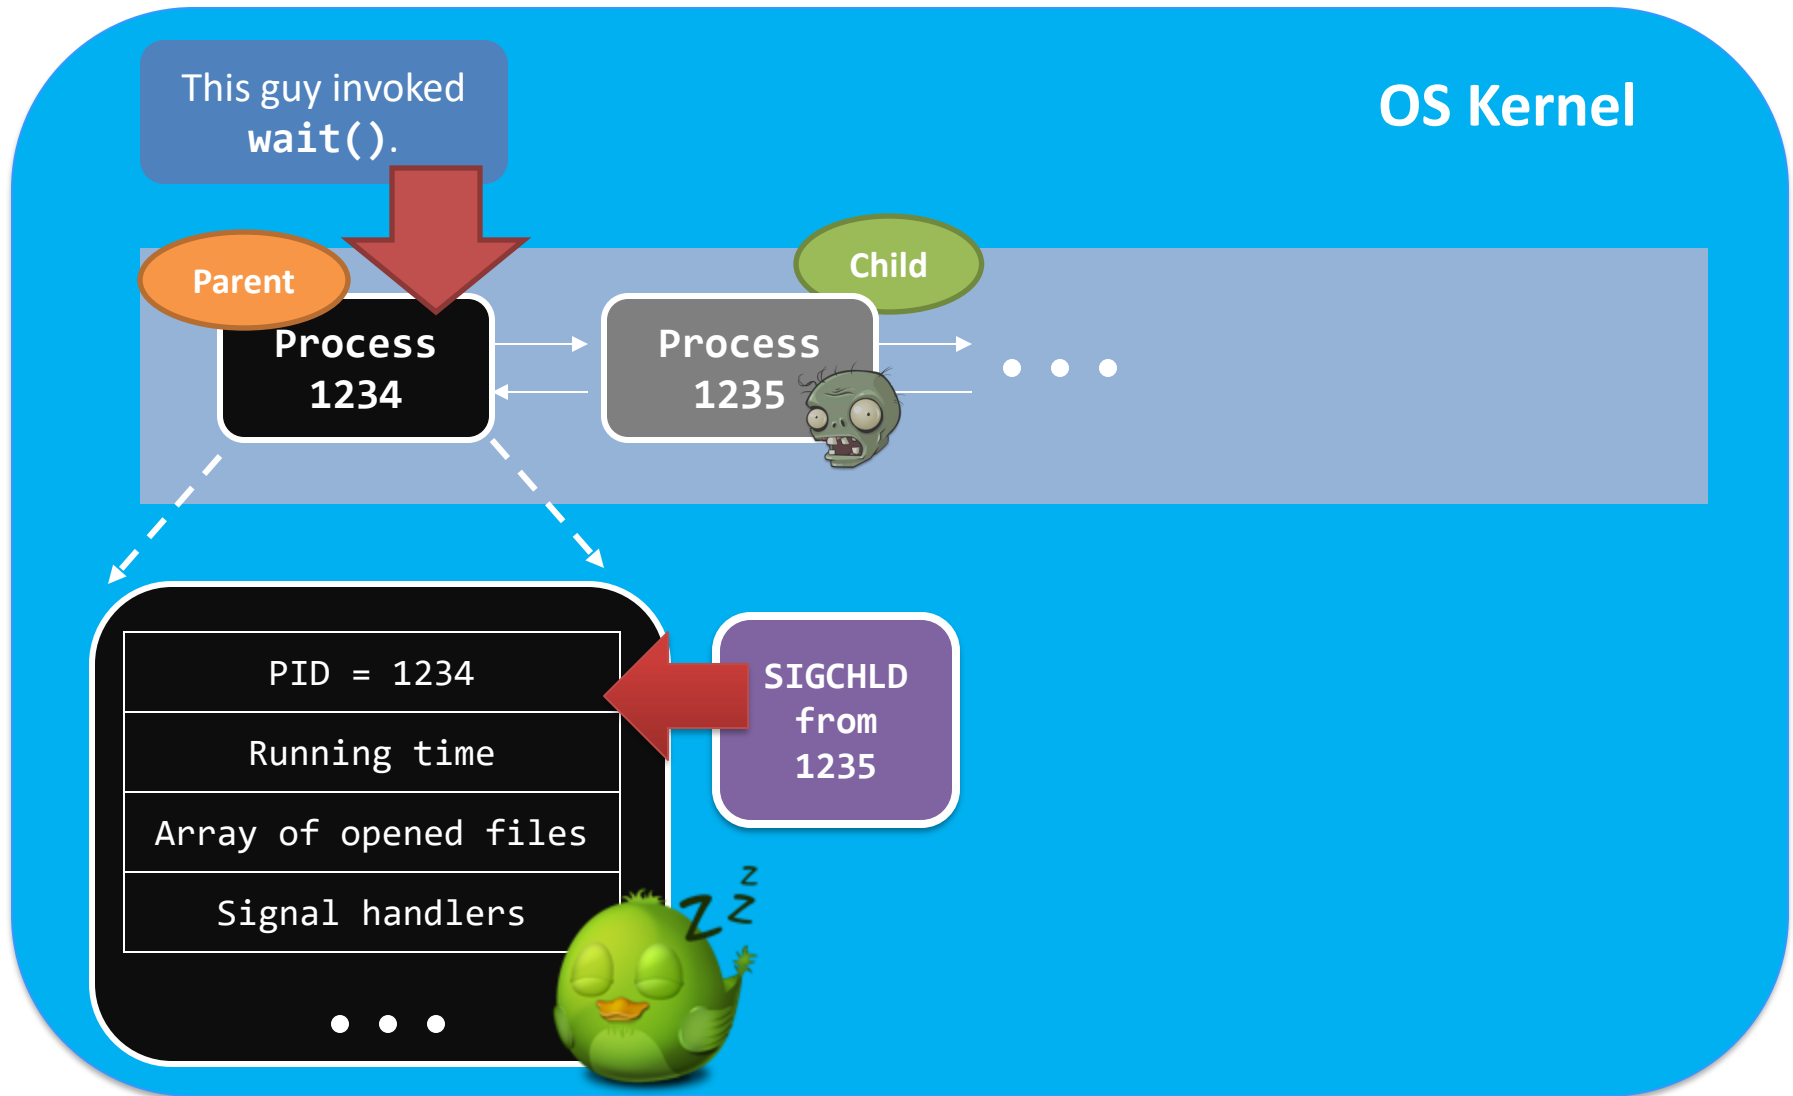 This guy invoked
wait().
OS Kernel
Parent
Child
Process
1234
Process
1235
PID = 1234
Running time
Array of opened files
Signal handlers
SIGCHLD
from
1235
z
z
z